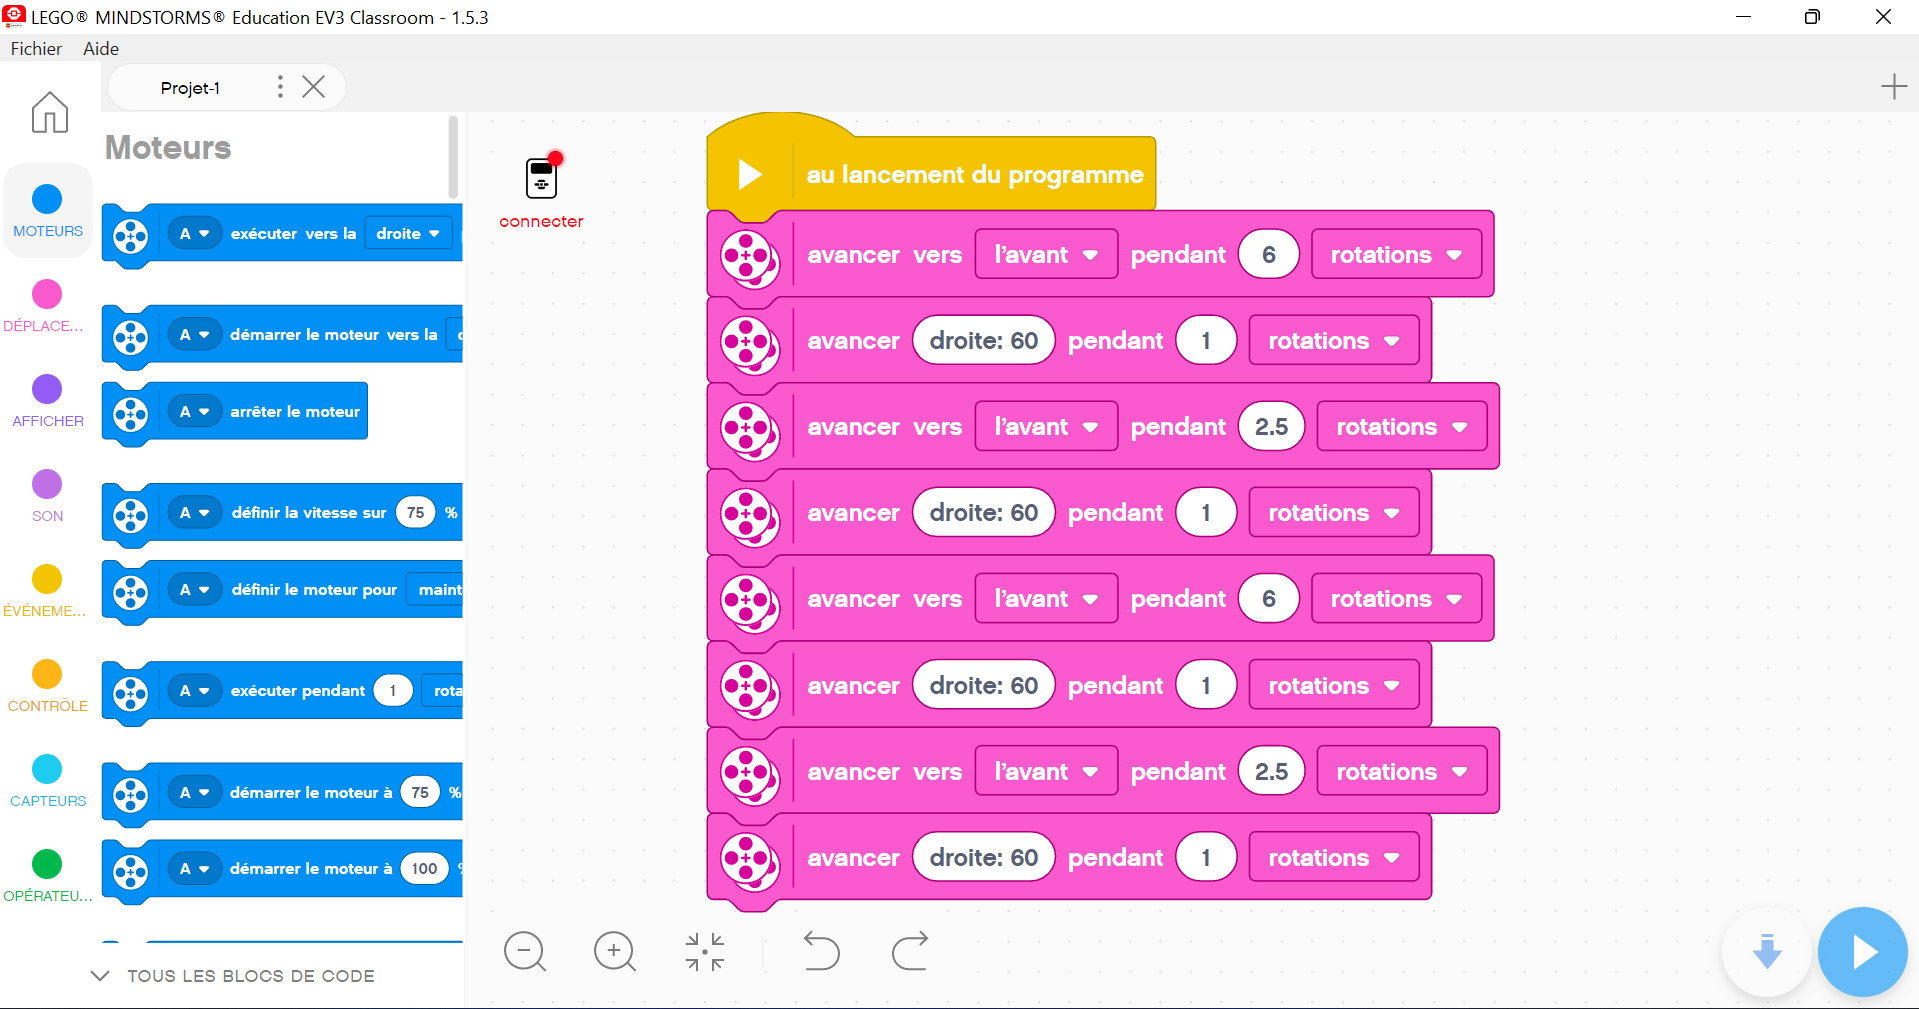 LEGO® MINDSTORMS® Education EV3 Classroom - 1.5.3
Fichier Aide
Projet-1
Moteurs
MOTEURS
DÉPLACE...
AFFICHER
SON
ÉVÉNEME...
CONTRÔLE
CAPTEURS
OPÉRATEU...
A exécuter vers la droite
A démarrer le moteur vers la
A arrêter le moteur
A définir la vitesse sur 75 %
A définir le moteur pour maint
A exécuter pendant 1 rota
A démarrer le moteur à 75 %
A démarrer le moteur à 100
TOUS LES BLOCS DE CODE
connecter
au lancement du programme
avancer vers l'avant pendant 6 rotations
avancer droite: 60 pendant 1 rotations
avancer vers l'avant pendant 2.5 rotations
avancer droite: 60 pendant 1 rotations
avancer vers l'avant pendant 6 rotations
avancer droite: 60 pendant 1 rotations
avancer vers l'avant pendant 2.5 rotations
avancer droite: 60 pendant 1 rotations